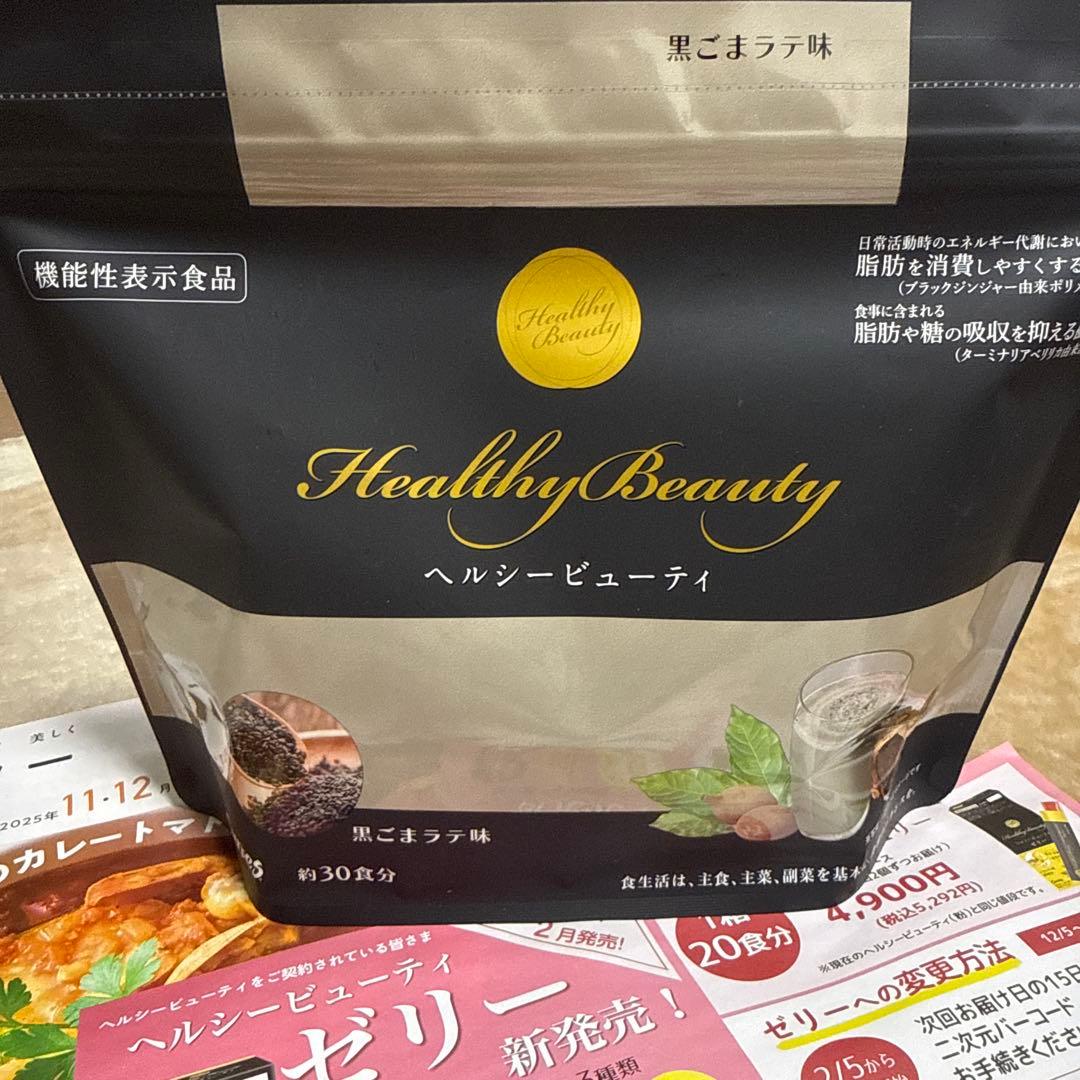 黒ごまラテ味
機能性表示食品
日常活動時のエネルギー代謝におい
脂肪を消費しやすくする
(ブラックジンジャー由来ポリメ
食事に含まれる
脂肪や糖の吸収を抑える
(ターミナリアベリリカ由来
Healthy
Beauty
Healthy Beauty
ヘルシービューティ
黒ごまラテ味
約30食分
食生活は、主食、主菜、副菜を基本
美しく
2025年 11・12月
カレートマト
2月発売!
ヘルシービューティをご契約されている皆さま
ヘルシービューティ
ゼリー
新発売!
1箱
20食分
4,900円
(税込5,292円)
※現在のヘルシービューティ(粉)と同じ値段です。
Healthy Beauty
ゼリーへの変更方法
12/5〜
次回お届け日の15日
二次元バーコード
お手続きくださ
2/5から